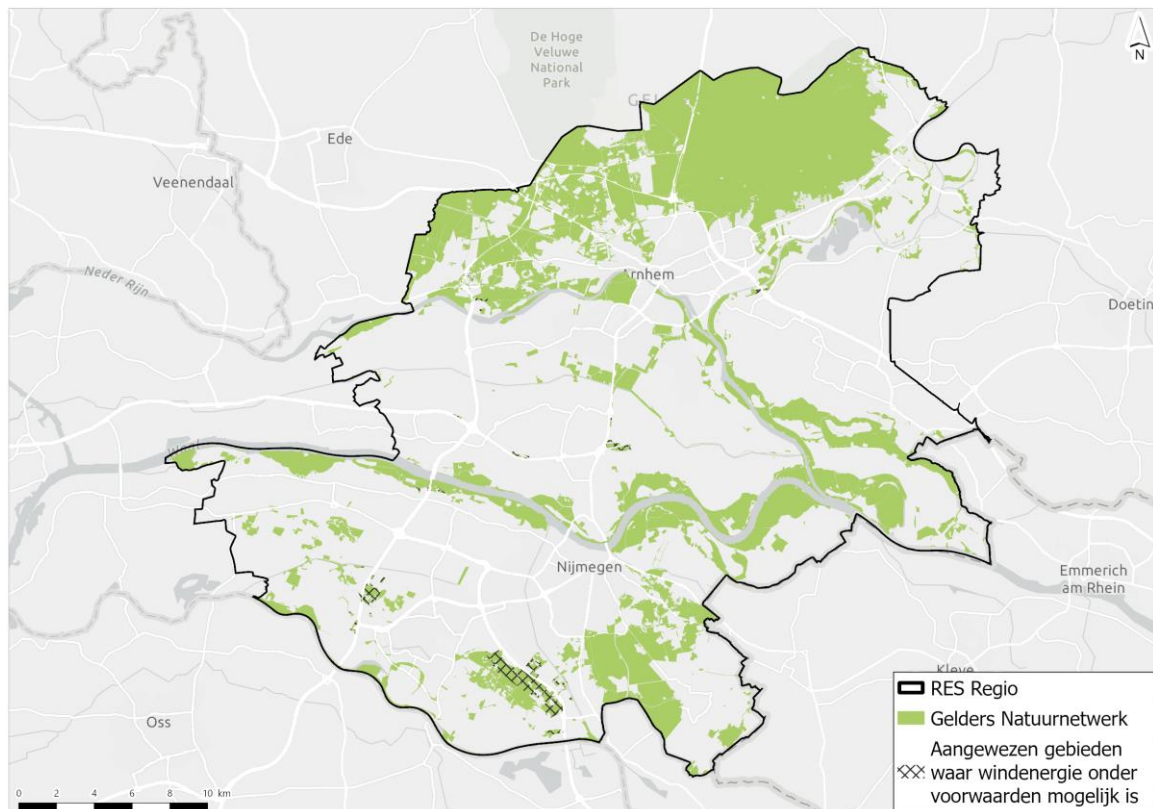 De Hoge
Veluwe
National
Park
N
Ede
Veenendaal
Neder Rijn
Arnhem
Doetin
Nijmegen
Emmerich
am Rhein
Kleve
Oss
RES Regio
Gelders Natuurnetwerk
Aangewezen gebieden
waar windenergie onder
voorwaarden mogelijk is
0 2 4 6 8 10 km